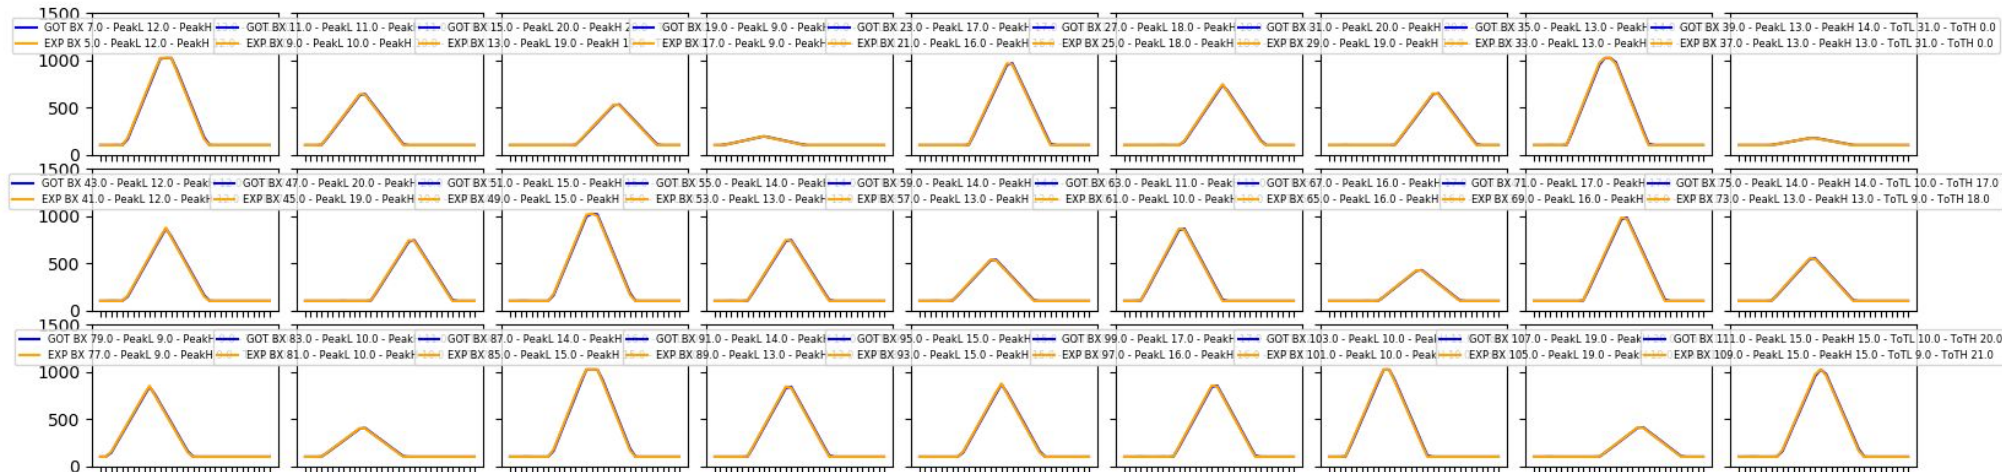 1500
GOT BX 7.0 - PeakL 12.0 - PeakH GOT BX 11.0 - PeakL 11.0 - PeakH GOT BX 15.0 - PeakL 20.0 - PeakH 2 GOT BX 19.0 - PeakL 9.0 - PeakH GOT BX 23.0 - PeakL 17.0 - PeakH GOT BX 27.0 - PeakL 18.0 - PeakH GOT BX 31.0 - PeakL 20.0 - PeakH GOT BX 35.0 - PeakL 13.0 - PeakH GOT BX 39.0 - PeakL 13.0 - PeakH 14.0 - ToTL 31.0 - ToTH 0.0
EXP BX 5.0 - PeakL 12.0 - PeakH EXP BX 9.0 - PeakL 10.0 - PeakH EXP BX 13.0 - PeakL 19.0 - PeakH 1 EXP BX 17.0 - PeakL 9.0 - PeakH EXP BX 21.0 - PeakL 16.0 - PeakH EXP BX 25.0 - PeakL 18.0 - PeakH EXP BX 29.0 - PeakL 19.0 - PeakH EXP BX 33.0 - PeakL 13.0 - PeakH EXP BX 37.0 - PeakL 13.0 - PeakH 13.0 - ToTL 31.0 - ToTH 0.0
1000
500
0
1500
GOT BX 43.0 - PeakL 12.0 - PeakH GOT BX 47.0 - PeakL 20.0 - PeakH GOT BX 51.0 - PeakL 15.0 - PeakH GOT BX 55.0 - PeakL 14.0 - PeakH GOT BX 59.0 - PeakL 14.0 - PeakH GOT BX 63.0 - PeakL 11.0 - PeakH GOT BX 67.0 - PeakL 16.0 - PeakH GOT BX 71.0 - PeakL 17.0 - PeakH GOT BX 75.0 - PeakL 14.0 - PeakH 14.0 - ToTL 10.0 - ToTH 17.0
EXP BX 41.0 - PeakL 12.0 - PeakH EXP BX 45.0 - PeakL 19.0 - PeakH EXP BX 49.0 - PeakL 15.0 - PeakH EXP BX 53.0 - PeakL 13.0 - PeakH EXP BX 57.0 - PeakL 13.0 - PeakH EXP BX 61.0 - PeakL 10.0 - PeakH EXP BX 65.0 - PeakL 16.0 - PeakH EXP BX 69.0 - PeakL 16.0 - PeakH EXP BX 73.0 - PeakL 13.0 - PeakH 13.0 - ToTL 9.0 - ToTH 18.0
1000
500
0
1500
GOT BX 79.0 - PeakL 9.0 - PeakH GOT BX 83.0 - PeakL 10.0 - PeakH GOT BX 87.0 - PeakL 14.0 - PeakH GOT BX 91.0 - PeakL 14.0 - PeakH GOT BX 95.0 - PeakL 15.0 - PeakH GOT BX 99.0 - PeakL 17.0 - PeakH GOT BX 103.0 - PeakL 10.0 - Peak GOT BX 107.0 - PeakL 19.0 - Peak GOT BX 111.0 - PeakL 15.0 - PeakH 15.0 - ToTL 10.0 - ToTH 20.0
EXP BX 77.0 - PeakL 9.0 - PeakH EXP BX 81.0 - PeakL 10.0 - PeakH EXP BX 85.0 - PeakL 15.0 - PeakH EXP BX 89.0 - PeakL 13.0 - PeakH EXP BX 93.0 - PeakL 15.0 - PeakH EXP BX 97.0 - PeakL 16.0 - PeakH EXP BX 101.0 - PeakL 10.0 - Peak EXP BX 105.0 - PeakL 19.0 - Peak EXP BX 109.0 - PeakL 15.0 - PeakH 15.0 - ToTL 9.0 - ToTH 21.0
1000
500
0